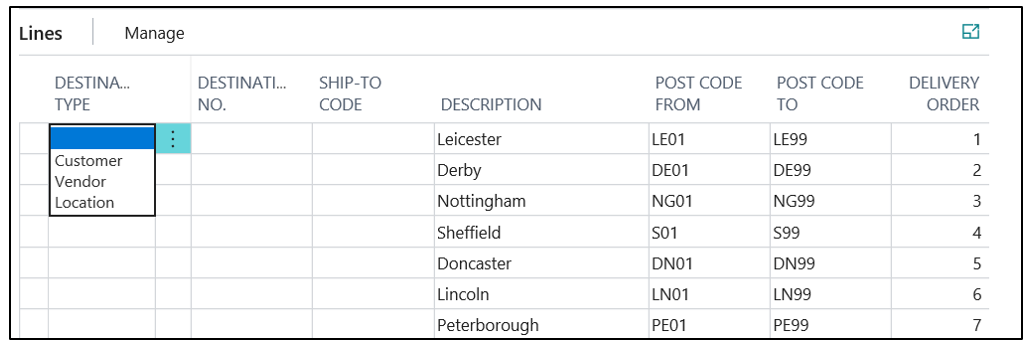 Lines Manage
DESTINA... TYPE DESTINATI... NO. SHIP-TO CODE DESCRIPTION POST CODE FROM POST CODE TO DELIVERY ORDER
Leicester LE01 LE99 1
Customer
Derby DE01 DE99 2
Vendor
Nottingham NG01 NG99 3
Location
Sheffield S01 S99 4
Doncaster DN01 DN99 5
Lincoln LN01 LN99 6
Peterborough PE01 PE99 7